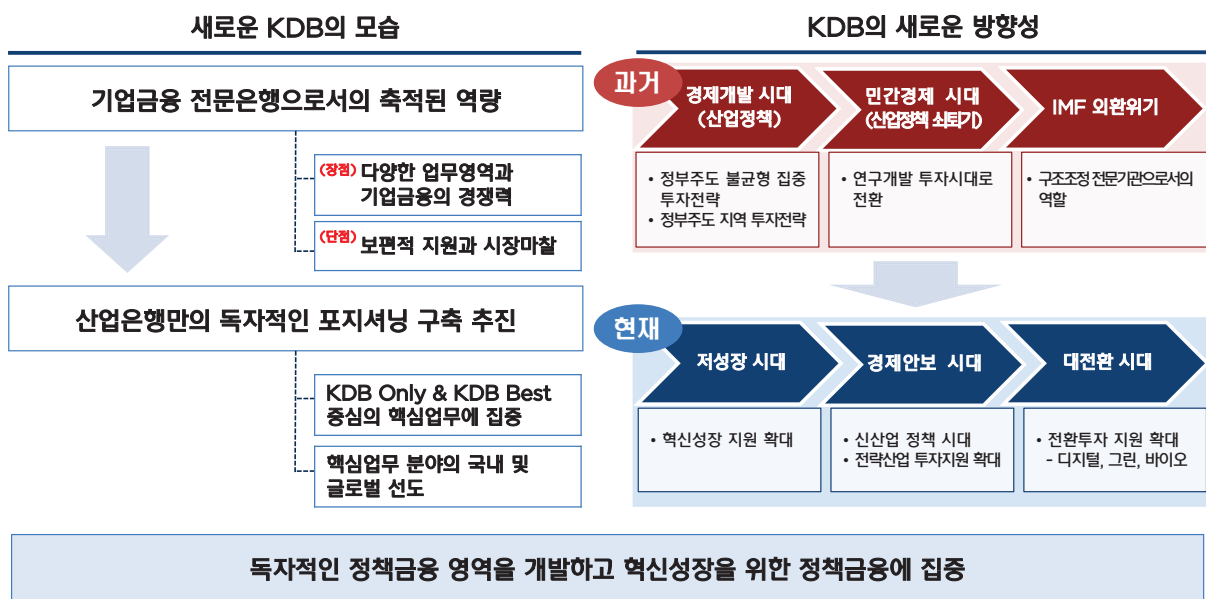 새로운 KDB의 모습
기업금융 전문은행으로서의 축적된 역량
(장점) 다양한 업무영역과
기업금융의 경쟁력
(단점) 보편적 지원과 시장마찰
산업은행만의 독자적인 포지셔닝 구축 추진
KDB Only & KDB Best
중심의 핵심업무에 집중
핵심업무 분야의 국내 및
글로벌 선도
KDB의 새로운 방향성
과거
경제개발 시대
(산업정책)
민간경제 시대
(산업정책 쇠퇴기)
IMF 외환위기
• 정부주도 불균형 집중
투자전략
• 정부주도 지역 투자전략
• 연구개발 투자시대로
전환
• 구조조정 전문기관으로서의
역할
현재
저성장 시대
경제안보 시대
대전환 시대
• 혁신성장 지원 확대
• 신산업 정책 시대
• 전략산업 투자지원 확대
• 전환투자 지원 확대
- 디지털, 그린, 바이오
독자적인 정책금융 영역을 개발하고 혁신성장을 위한 정책금융에 집중